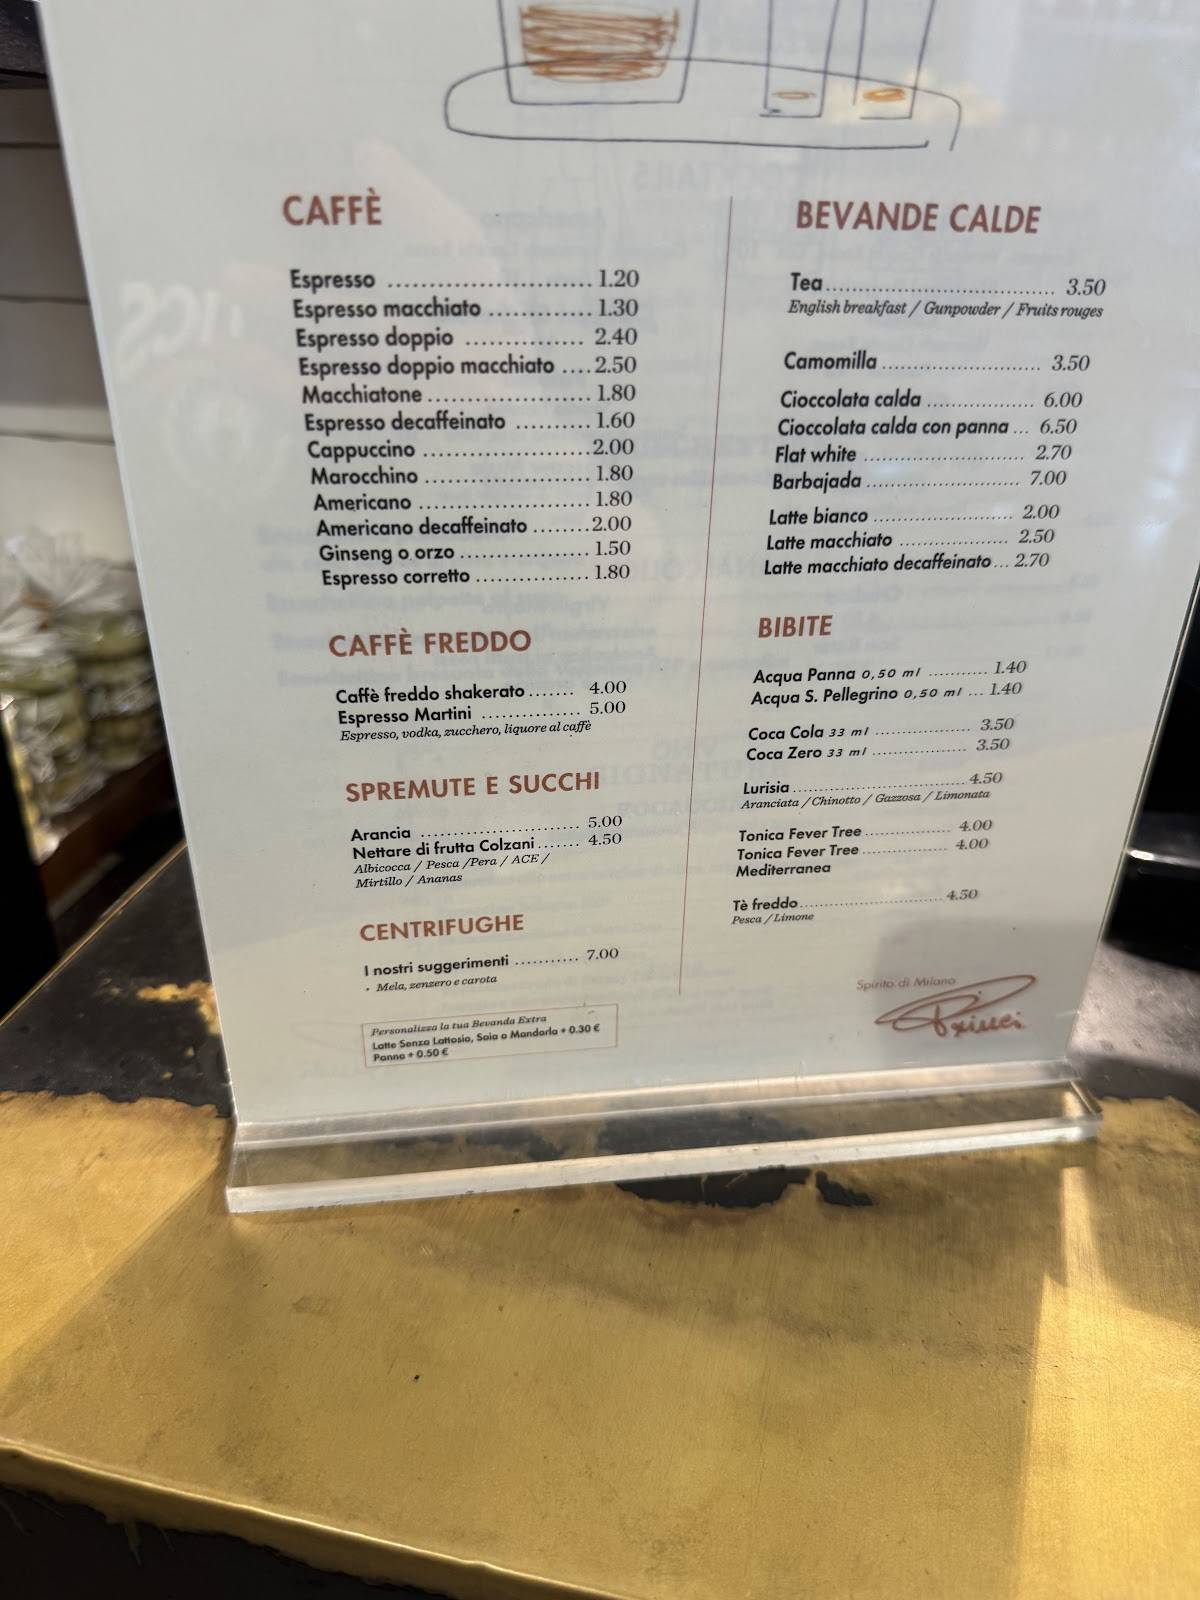 CAFFÈ
Espresso ........................ 1.20
Espresso macchiato ............. 1.30
Espresso doppio ............... 2.40
Espresso doppio macchiato .... 2.50
Macchiatone .................... 1.80
Espresso decaffeinato .......... 1.60
Cappuccino ..................... 2.00
Marocchino .................... 1.80
Americano ..................... 1.80
Americano decaffeinato ....... 2.00
Ginseng o orzo ................ 1.50
Espresso corretto .............. 1.80
CAFFÈ FREDDO
Caffè freddo shakerato ....... 4.00
Espresso Martini ............... 5.00
Espresso, vodka, zucchero, liquore al caffè
SPREMUTE E SUCCHI
Arancia ........................ 5.00
Nettare di frutta Colzani ....... 4.50
Albicocca / Pesca /Pera / ACE /
Mirtillo / Ananas
CENTRIFUGHE
I nostri suggerimenti ........... 7.00
• Mela, zenzero e carota
Personalizza la tua Bevanda Extra
Latte Senza Lattosio, Soia o Mandorla + 0.30 €
Panna + 0.50 €
BEVANDE CALDE
Tea .................................. 3.50
English breakfast / Gunpowder / Fruits rouges
Camomilla ........................ 3.50
Cioccolata calda ................ 6.00
Cioccolata calda con panna ... 6.50
Flat white ........................ 2.70
Barbajada ........................ 7.00
Latte bianco ..................... 2.00
Latte macchiato ................. 2.50
Latte macchiato decaffeinato ... 2.70
BIBITE
Acqua Panna 0,50 ml ........... 1.40
Acqua S. Pellegrino 0,50 ml ... 1.40
Coca Cola 33 ml ................. 3.50
Coca Zero 33 ml ................. 3.50
Lurisia .............................. 4.50
Aranciata /Chinotto / Gazzosa / Limonata
Tonica Fever Tree ............... 4.00
Tonica Fever Tree ............... 4.00
Mediterranea
Tè freddo .......................... 4.50
Pesca /Limone
Spirito di Milano